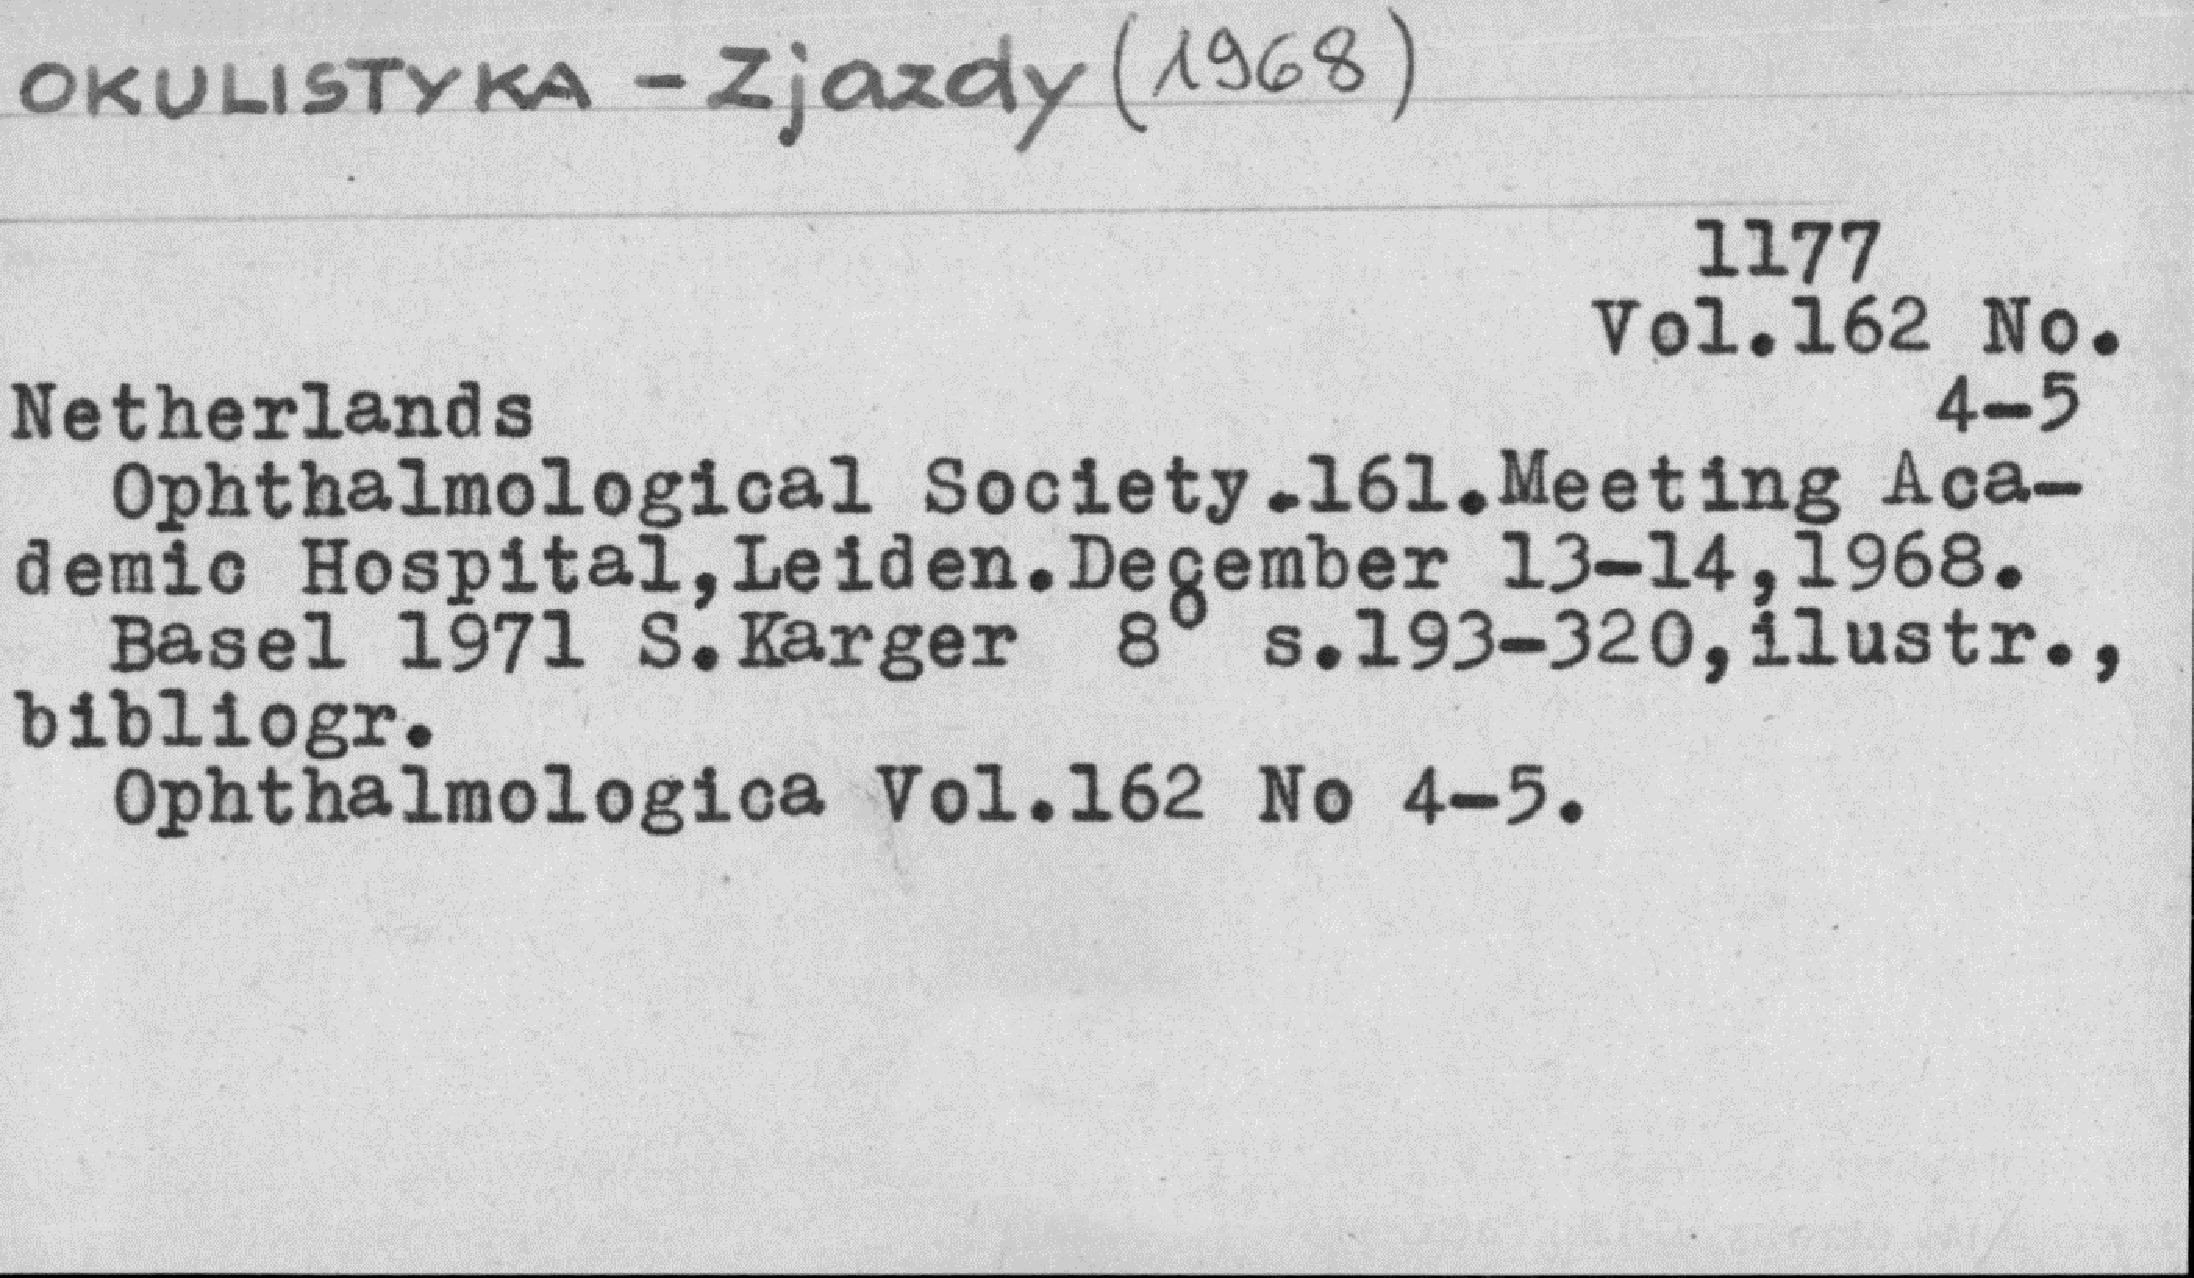 OKULISTYKA - Zjazdy (1968)
1177
Vol.162 No.
4-5
Netherlands
Ophthalmological Society.161.Meeting Aca-
demic Hospital,Leiden.December 13-14,1968.
Basel 1971 S.Karger 8° s.193-320,ilustr.,
bibliogr.
Ophthalmologica Vol.162 No 4-5.